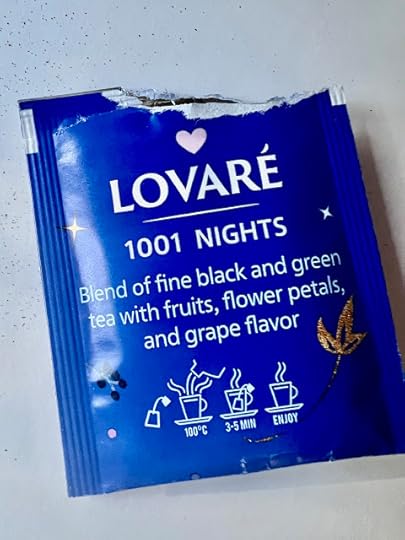 LOVARÉ
1001 NIGHTS
Blend of fine black and green
tea with fruits, flower petals,
and grape flavor
100°C 3-5 MIN ENJOY